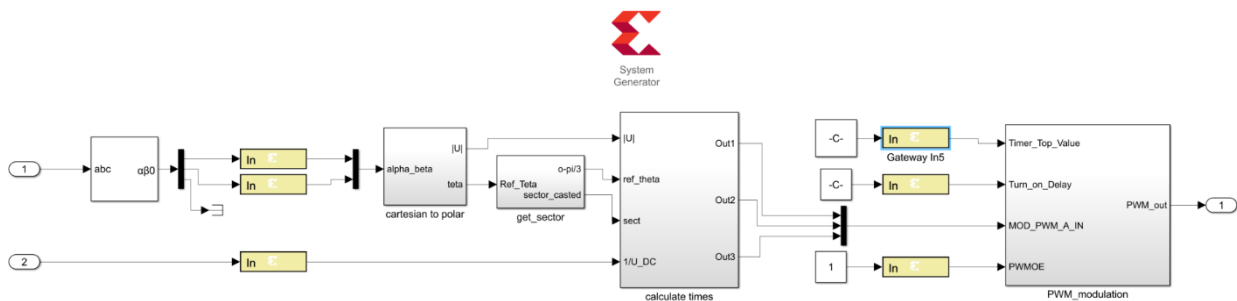 System
Generator
1
abc
αβ0
In
In
alpha_beta
|U|
teta
cartesian to polar
Ref_Teta
o-pi/3
sector_casted
get_sector
|U|
ref_theta
sect
1/U_DC
Out1
Out2
Out3
calculate times
2
In
-C-
In
Gateway In5
-C-
In
1
In
Timer_Top_Value
Turn_on_Delay
MOD_PWM_A_IN
PWMOE
PWM_out
PWM_modulation
1